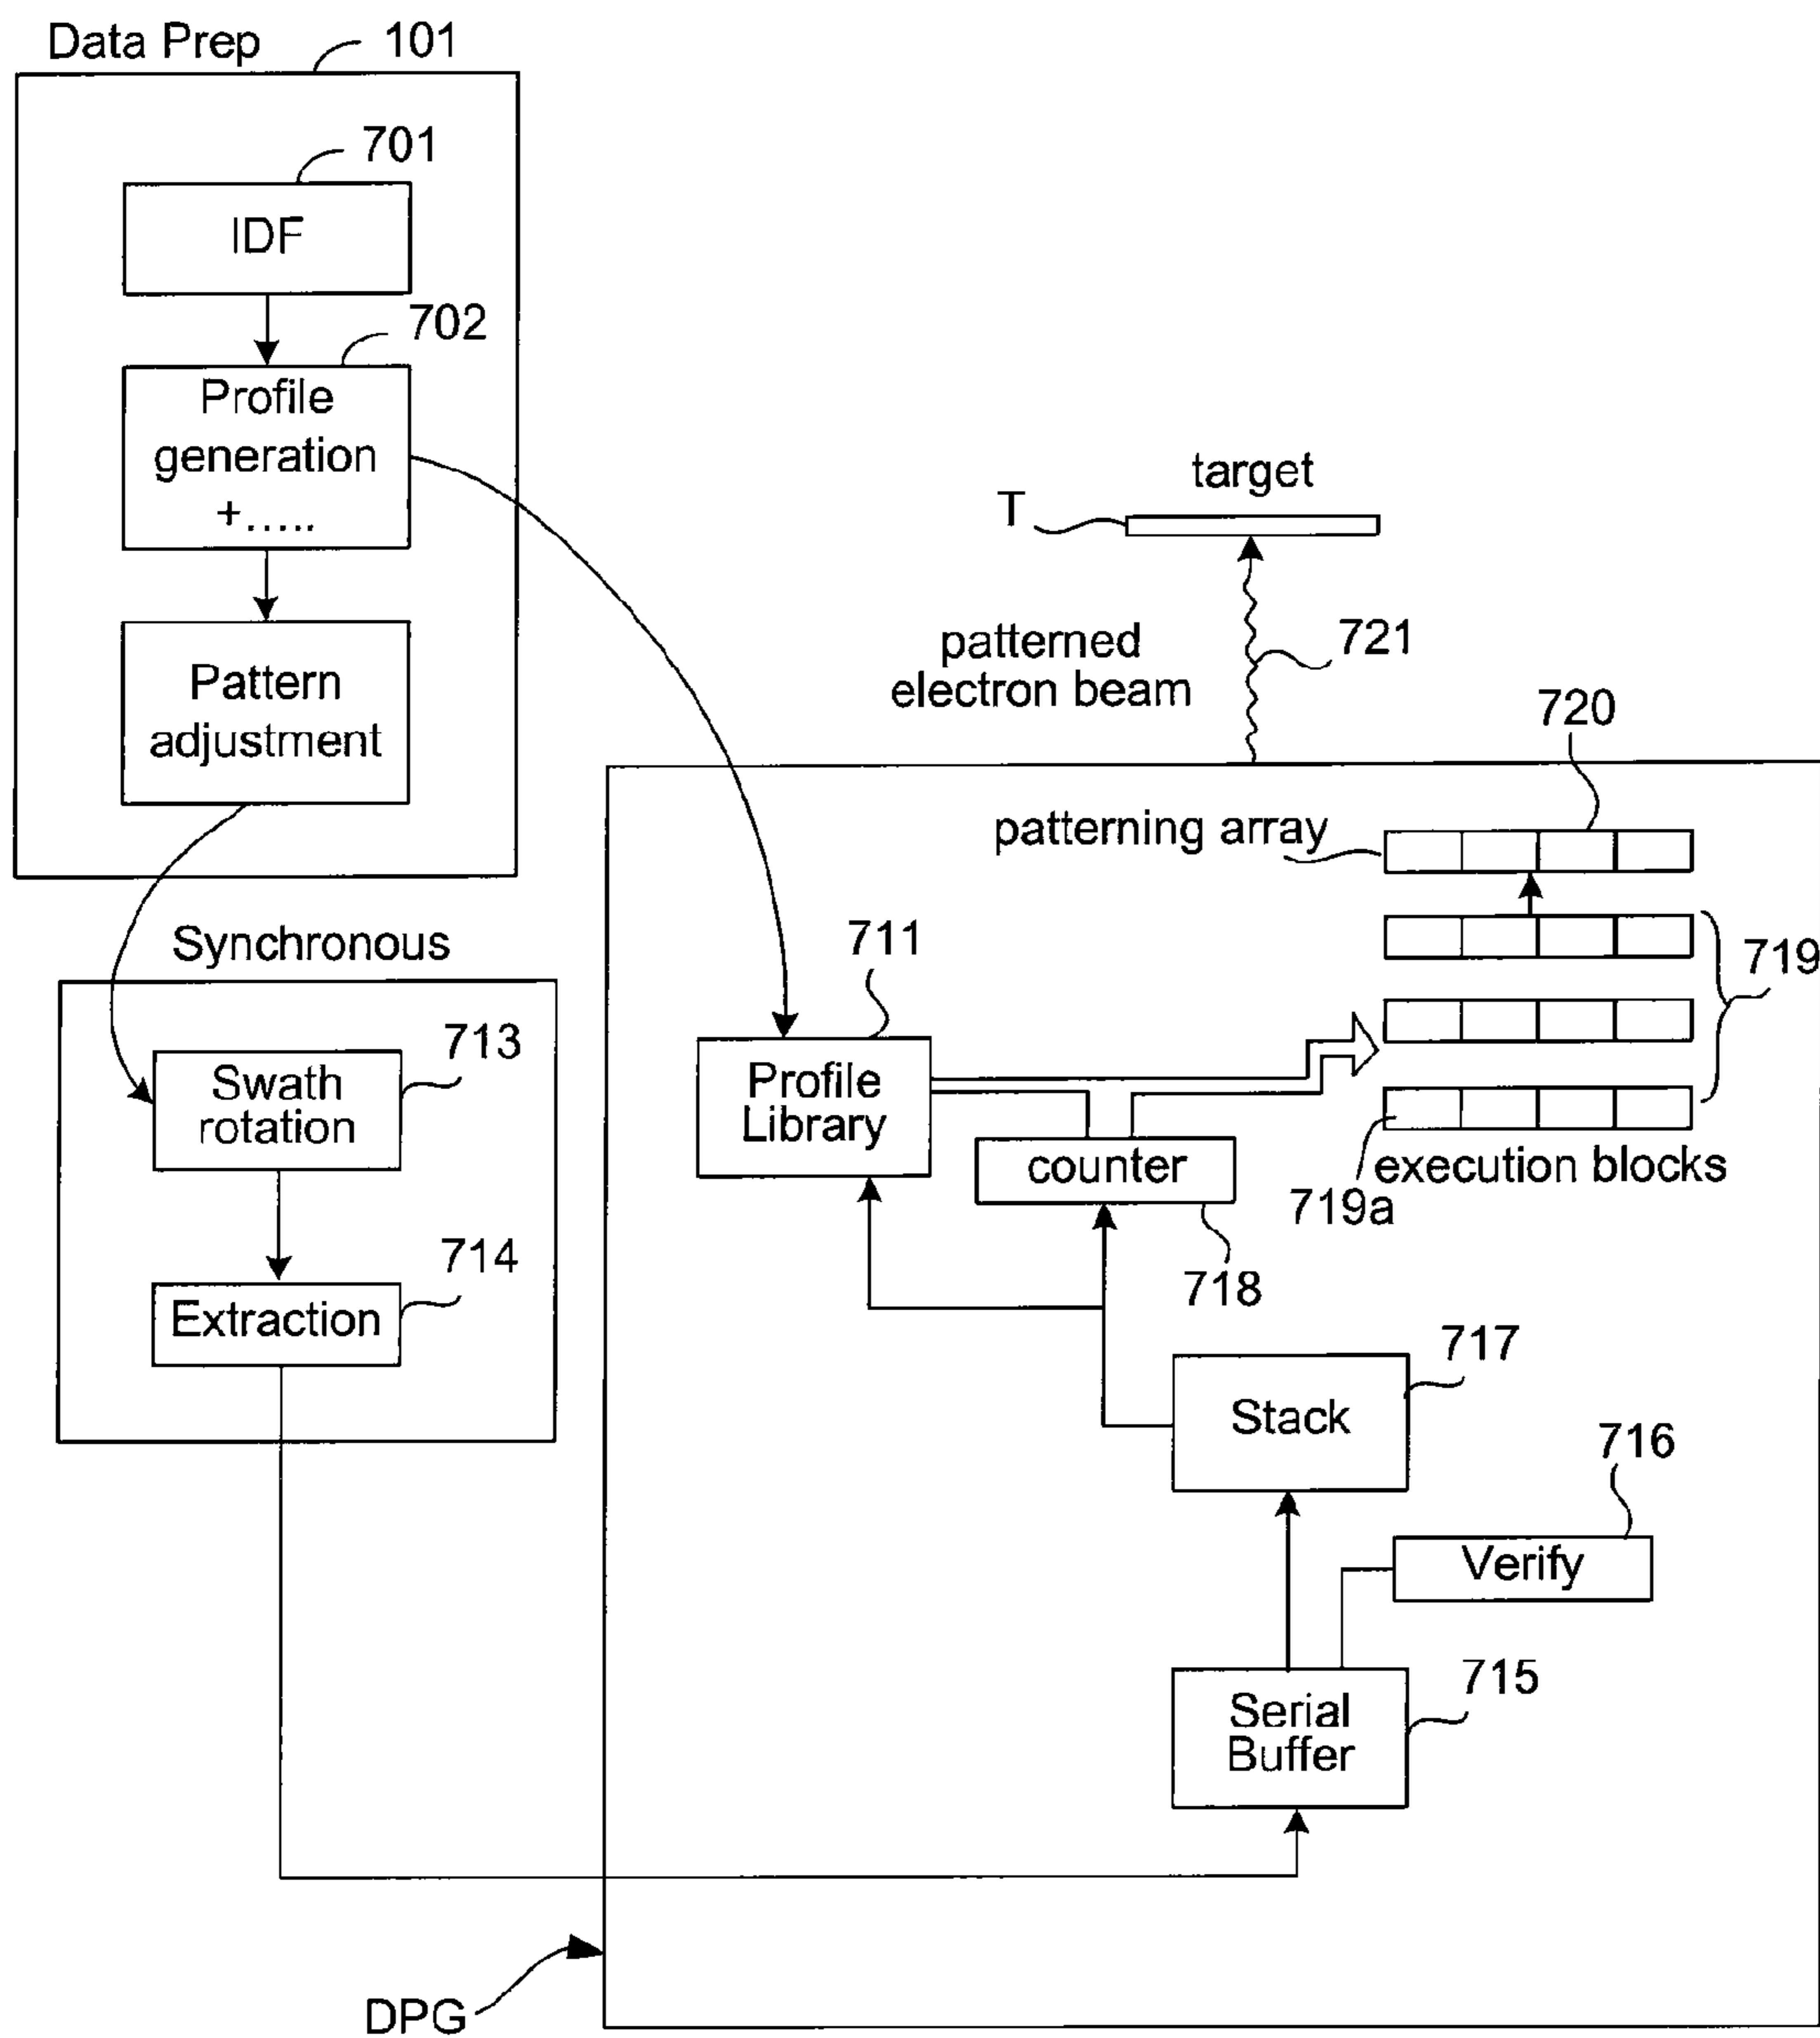 Data Prep
101
701
IDF
702
Profile
generation
+.....
Pattern
adjustment
target
T
patterned
electron beam
721
720
patterning array
719
execution blocks
719a
Synchronous
713
Swath
rotation
714
Extraction
711
Profile
Library
counter
718
717
Stack
716
Verify
715
Serial
Buffer
DPG